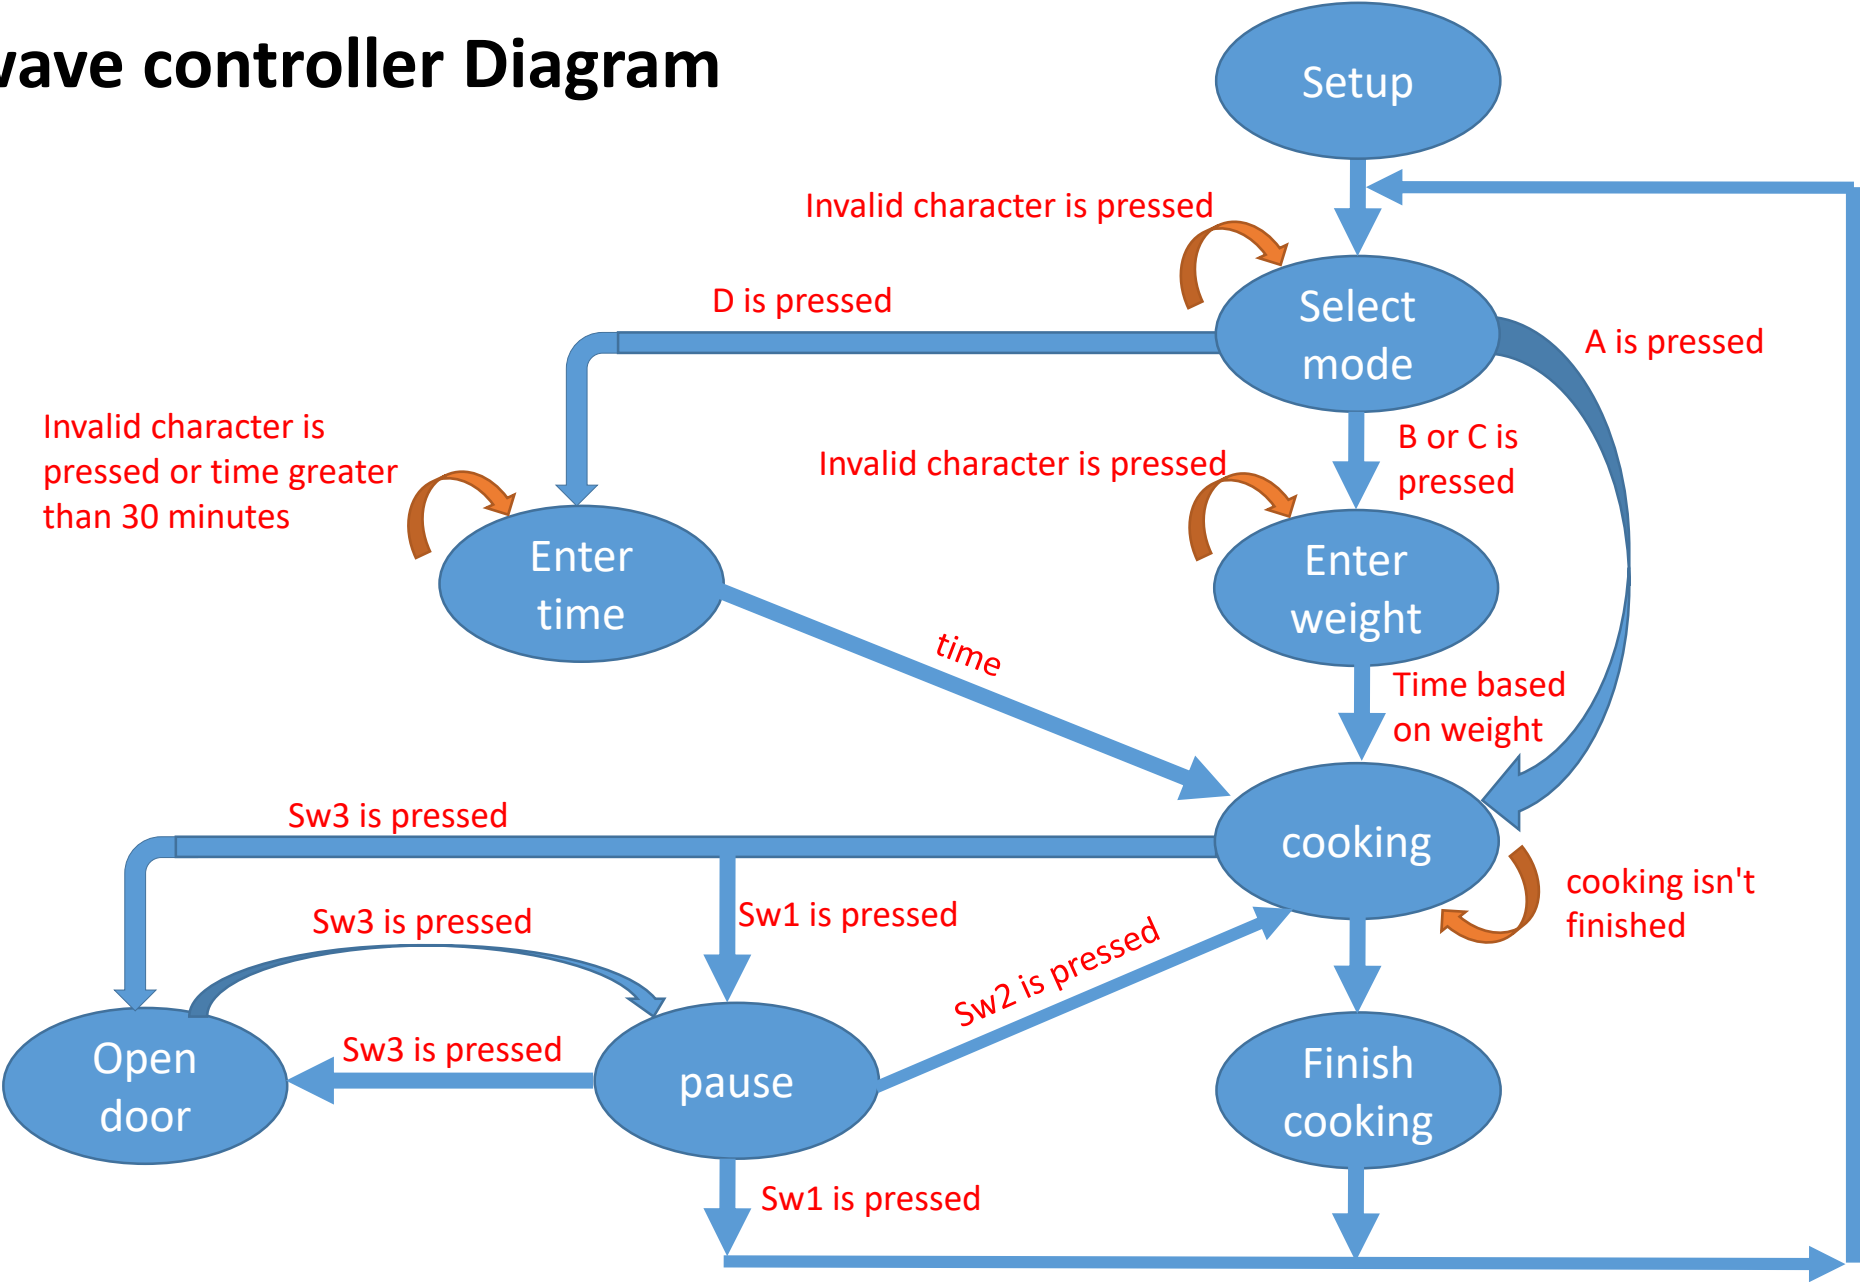 controller Diagram
Setup
Invalid character is pressed
Select
mode
D is pressed
A is pressed
Invalid character is
pressed or time greater
than 30 minutes
B or C is
pressed
Invalid character is pressed
Enter
time
Enter
weight
time
Time based
on weight
Sw3 is pressed
cooking
cooking isn't
finished
Sw3 is pressed
Sw1 is pressed
Sw2 is pressed
Open
door
Sw3 is pressed
pause
Finish
cooking
Sw1 is pressed